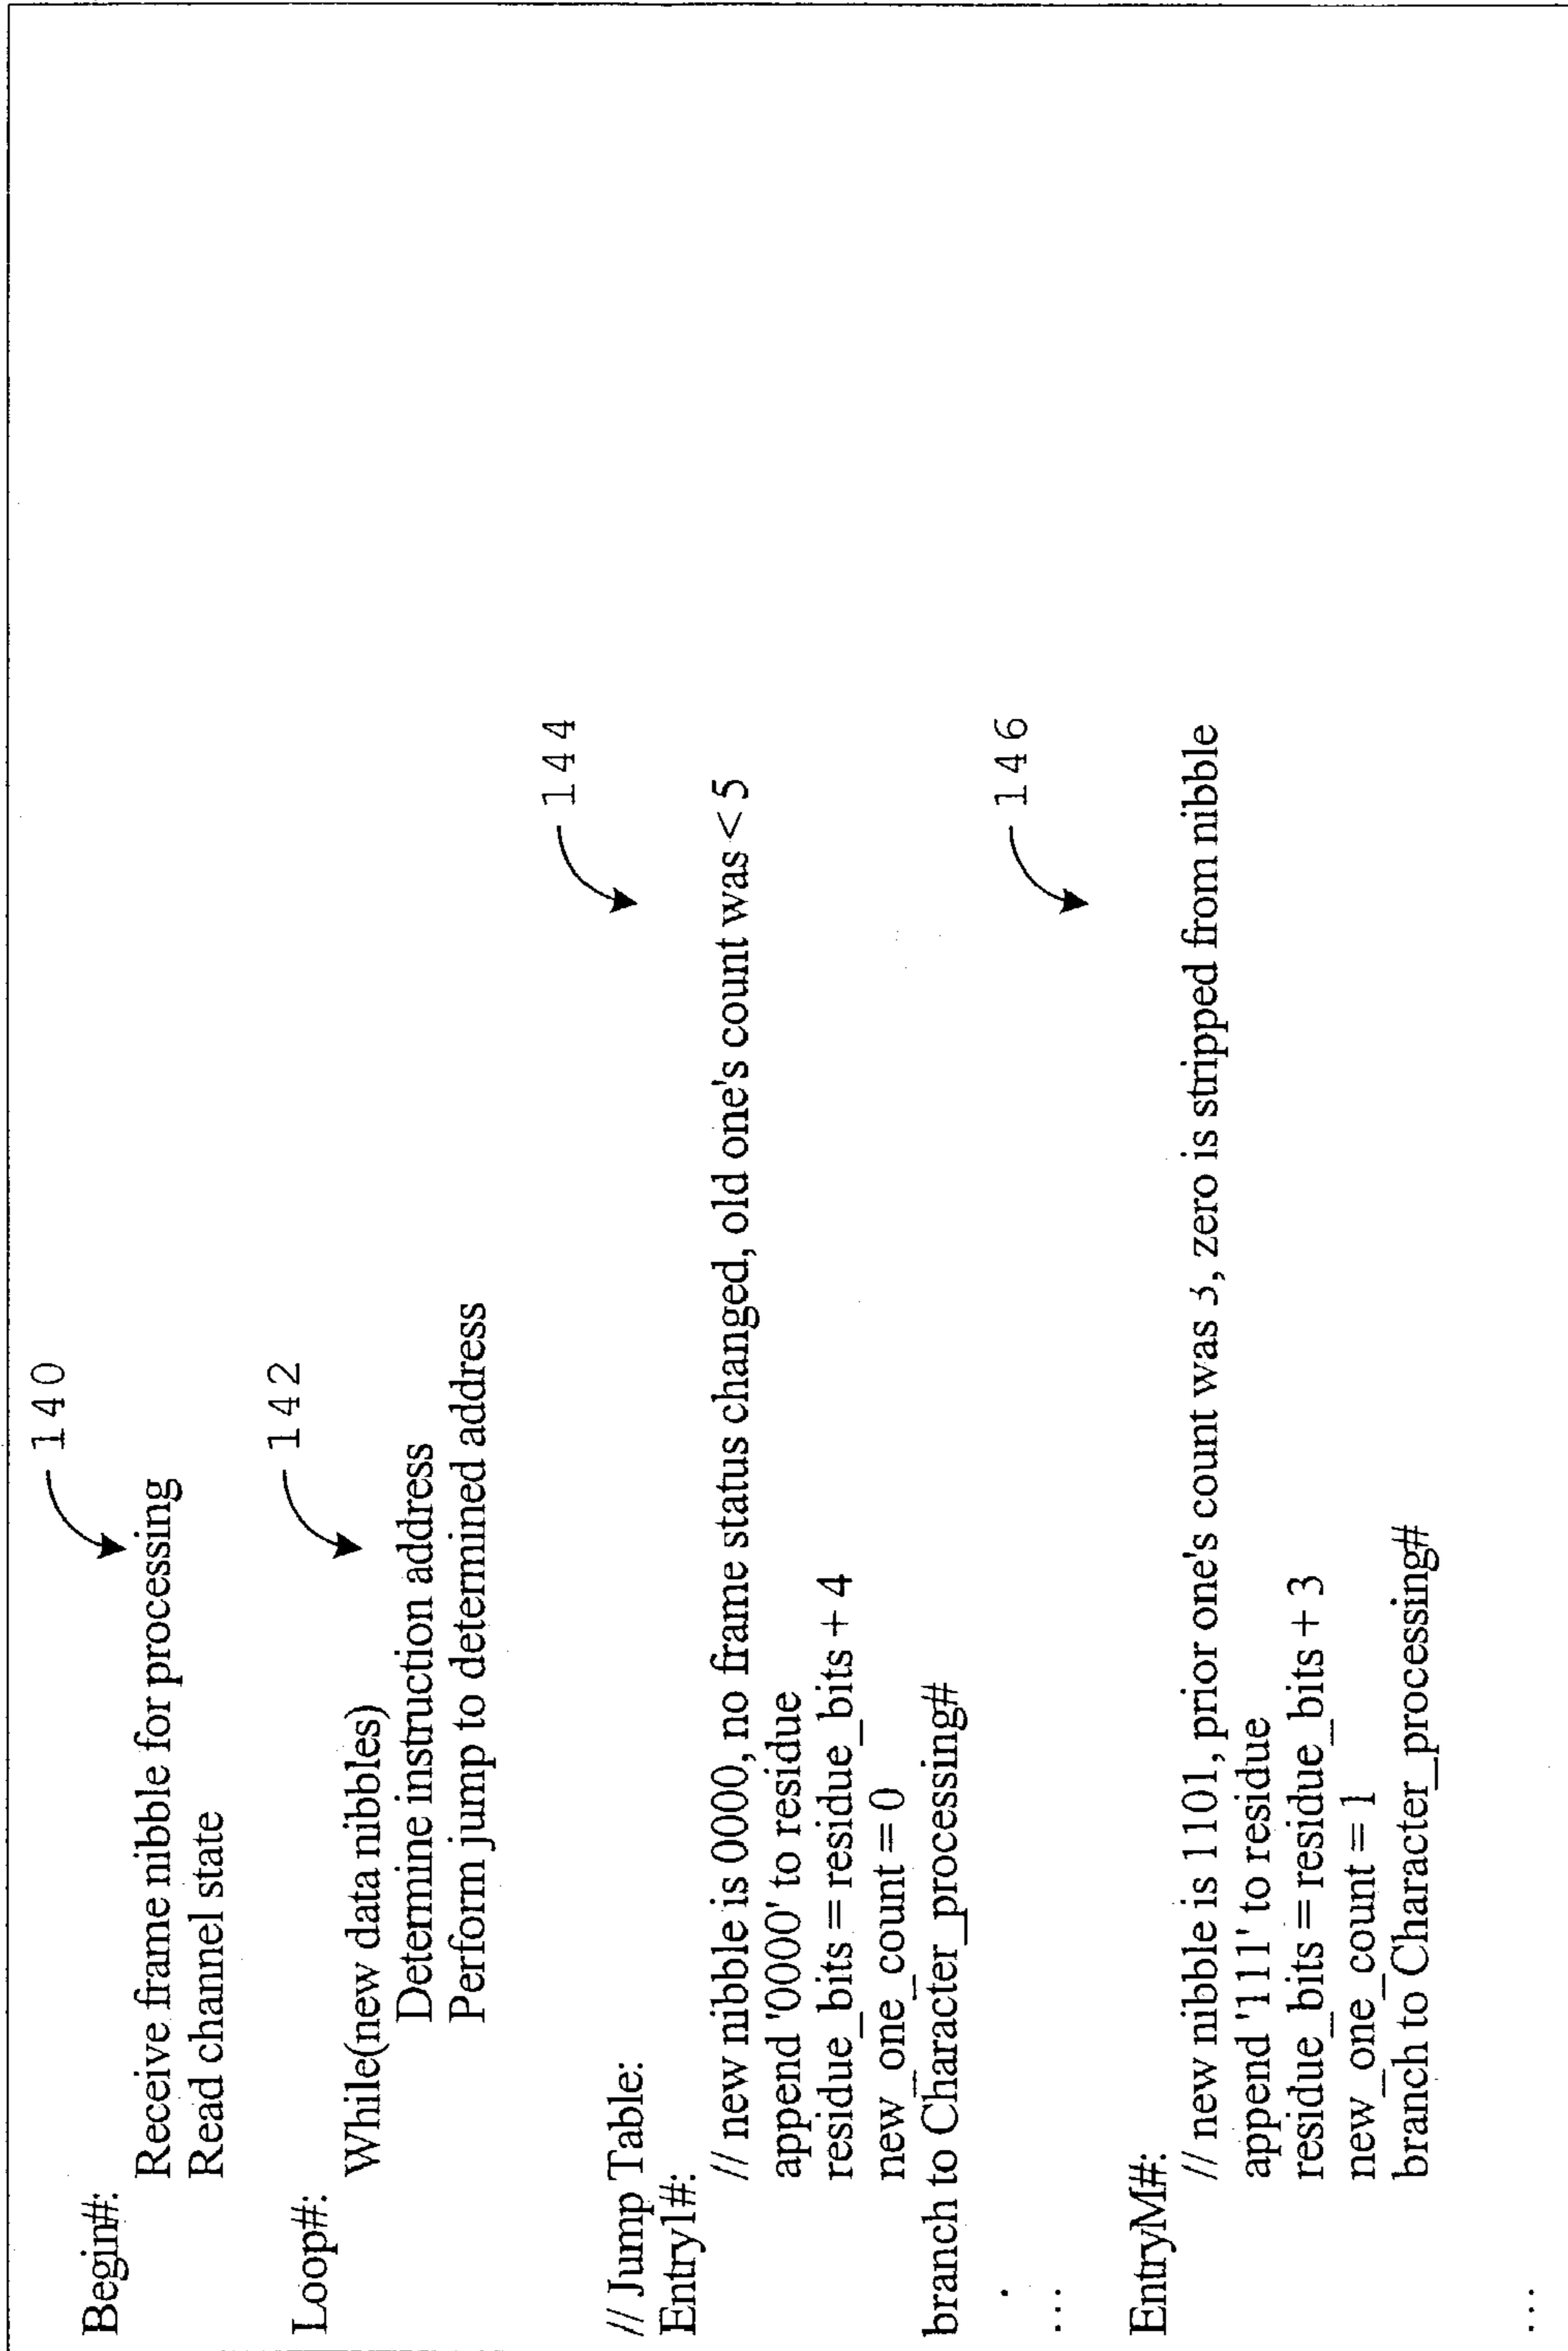 140
Begin#:
Receive frame nibble for processing
Read channel state
142
Loop#:
While(new data nibbles)
Determine instruction address
Perform jump to determined address
144
// Jump Table:
Entry1#:
// new nibble is 0000, no frame status changed, old one's count was < 5
append '0000' to residue
residue_bits = residue_bits + 4
new_one_count = 0
branch to Character_processing#
...
146
EntryM#:
// new nibble is 1101, prior one's count was 3, zero is stripped from nibble
append '111' to residue
residue_bits = residue_bits + 3
new_one_count = 1
branch to Character_processing#
...